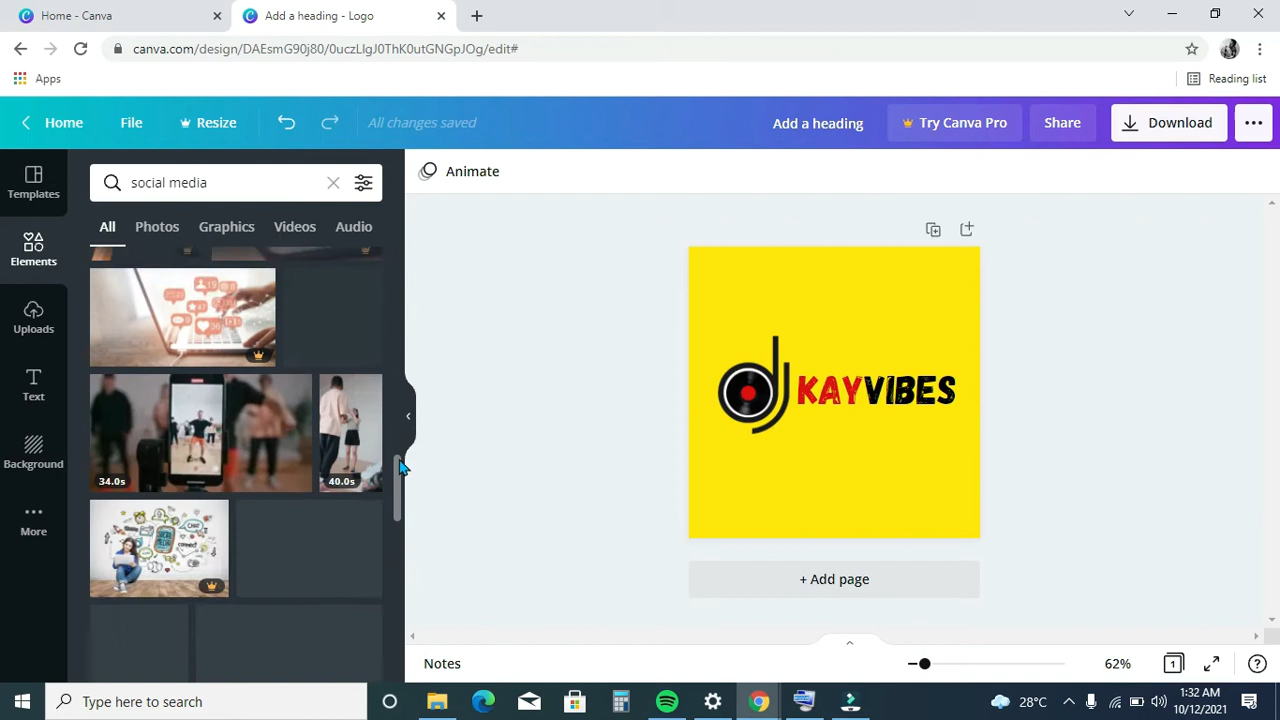 Home - Canva
Add a heading - Logo
canva.com/design/DAEsmG90j80/0uczLlgJ0ThK0utGNGpJOg/edit#
Apps
Reading list
Home
File
Resize
All changes saved
Add a heading
Try Canva Pro
Share
Download
Templates
Elements
Uploads
Text
Background
More
social media
All
Photos
Graphics
Videos
Audio
34.0s
40.0s
Animate
dj KAYVIBES
+ Add page
Notes
62%
1
Type here to search
28°C
1:32 AM
10/12/2021